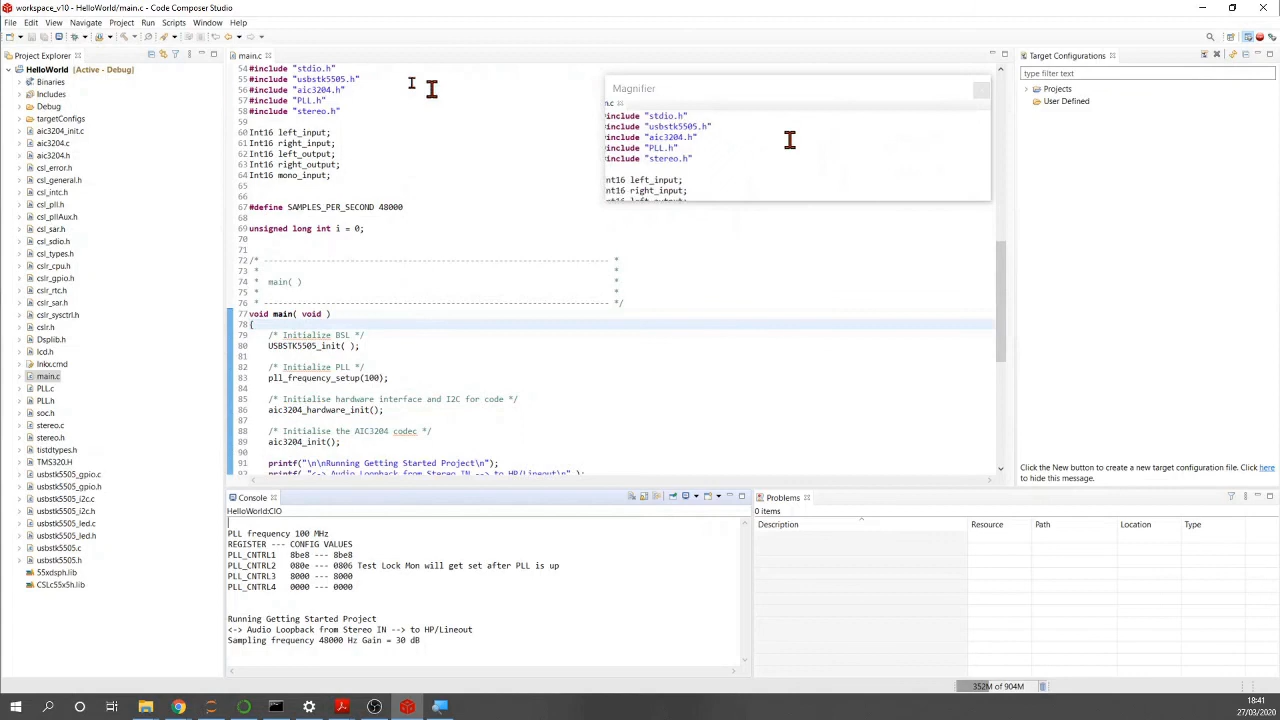 workspace_v10 - HelloWorld/main.c - Code Composer Studio
File Edit View Navigate Project Run Scripts Window Help
Project Explorer
HelloWorld [Active - Debug]
Binaries
Includes
Debug
targetConfigs
aic3204_init.c
aic3204.c
aic3204.h
csl_error.h
csl_general.h
csl_intc.h
csl_pll.h
csl_pllAux.h
csl_sar.h
csl_sdio.h
csl_types.h
cslr_cpu.h
cslr_gpio.h
cslr_rtc.h
cslr_sar.h
cslr_sysctrl.h
cslr.h
Dsplib.h
lcd.h
lnkx.cmd
main.c
PLL.c
PLL.h
soc.h
stereo.c
stereo.h
tistdtypes.h
TMS320.H
usbstk5505_gpio.c
usbstk5505_gpio.h
usbstk5505_i2c.c
usbstk5505_i2c.h
usbstk5505_led.c
usbstk5505_led.h
usbstk5505.c
usbstk5505.h
55xdsph.lib
CSLc55x5h.lib
main.c
54 #include "stdio.h"
55 #include "usbstk5505.h"
56 #include "aic3204.h"
57 #include "PLL.h"
58 #include "stereo.h"
59
60 Int16 left_input;
61 Int16 right_input;
62 Int16 left_output;
63 Int16 right_output;
64 Int16 mono_input;
65
66
67 #define SAMPLES_PER_SECOND 48000
68
69 unsigned long int i = 0;
70
71
72 /* ------------------------------------------------------------------------ *
73 * *
74 * main( ) *
75 * *
76 * ------------------------------------------------------------------------ */
77 void main( void )
78 {
79 /* Initialize BSL */
80 USBSTK5505_init( );
81
82 /* Initialize PLL */
83 pll_frequency_setup(100);
84
85 /* Initialise hardware interface and I2C for code */
86 aic3204_hardware_init();
87
88 /* Initialise the AIC3204 codec */
89 aic3204_init();
90
91 printf("\n\nRunning Getting Started Project\n");
92 printf( "<-> Audio Loopback from Stereo IN --> to HP/Lineout\n" );
Magnifier
n.c
include "stdio.h"
include "usbstk5505.h"
include "aic3204.h"
include "PLL.h"
include "stereo.h"
nt16 left_input;
nt16 right_input;
Target Configurations
type filter text
Projects
User Defined
Click the New button to create a new target configuration file. Click here
to hide this message.
Console
HelloWorld:CIO
PLL frequency 100 MHz
REGISTER --- CONFIG VALUES
PLL_CNTRL1 8be8 --- 8be8
PLL_CNTRL2 080e --- 0806 Test Lock Mon will get set after PLL is up
PLL_CNTRL3 8000 --- 8000
PLL_CNTRL4 0000 --- 0000
Running Getting Started Project
<-> Audio Loopback from Stereo IN --> to HP/Lineout
Sampling frequency 48000 Hz Gain = 30 dB
Problems
0 items
Description Resource Path Location Type
352M of 904M
18:41
27/03/2020